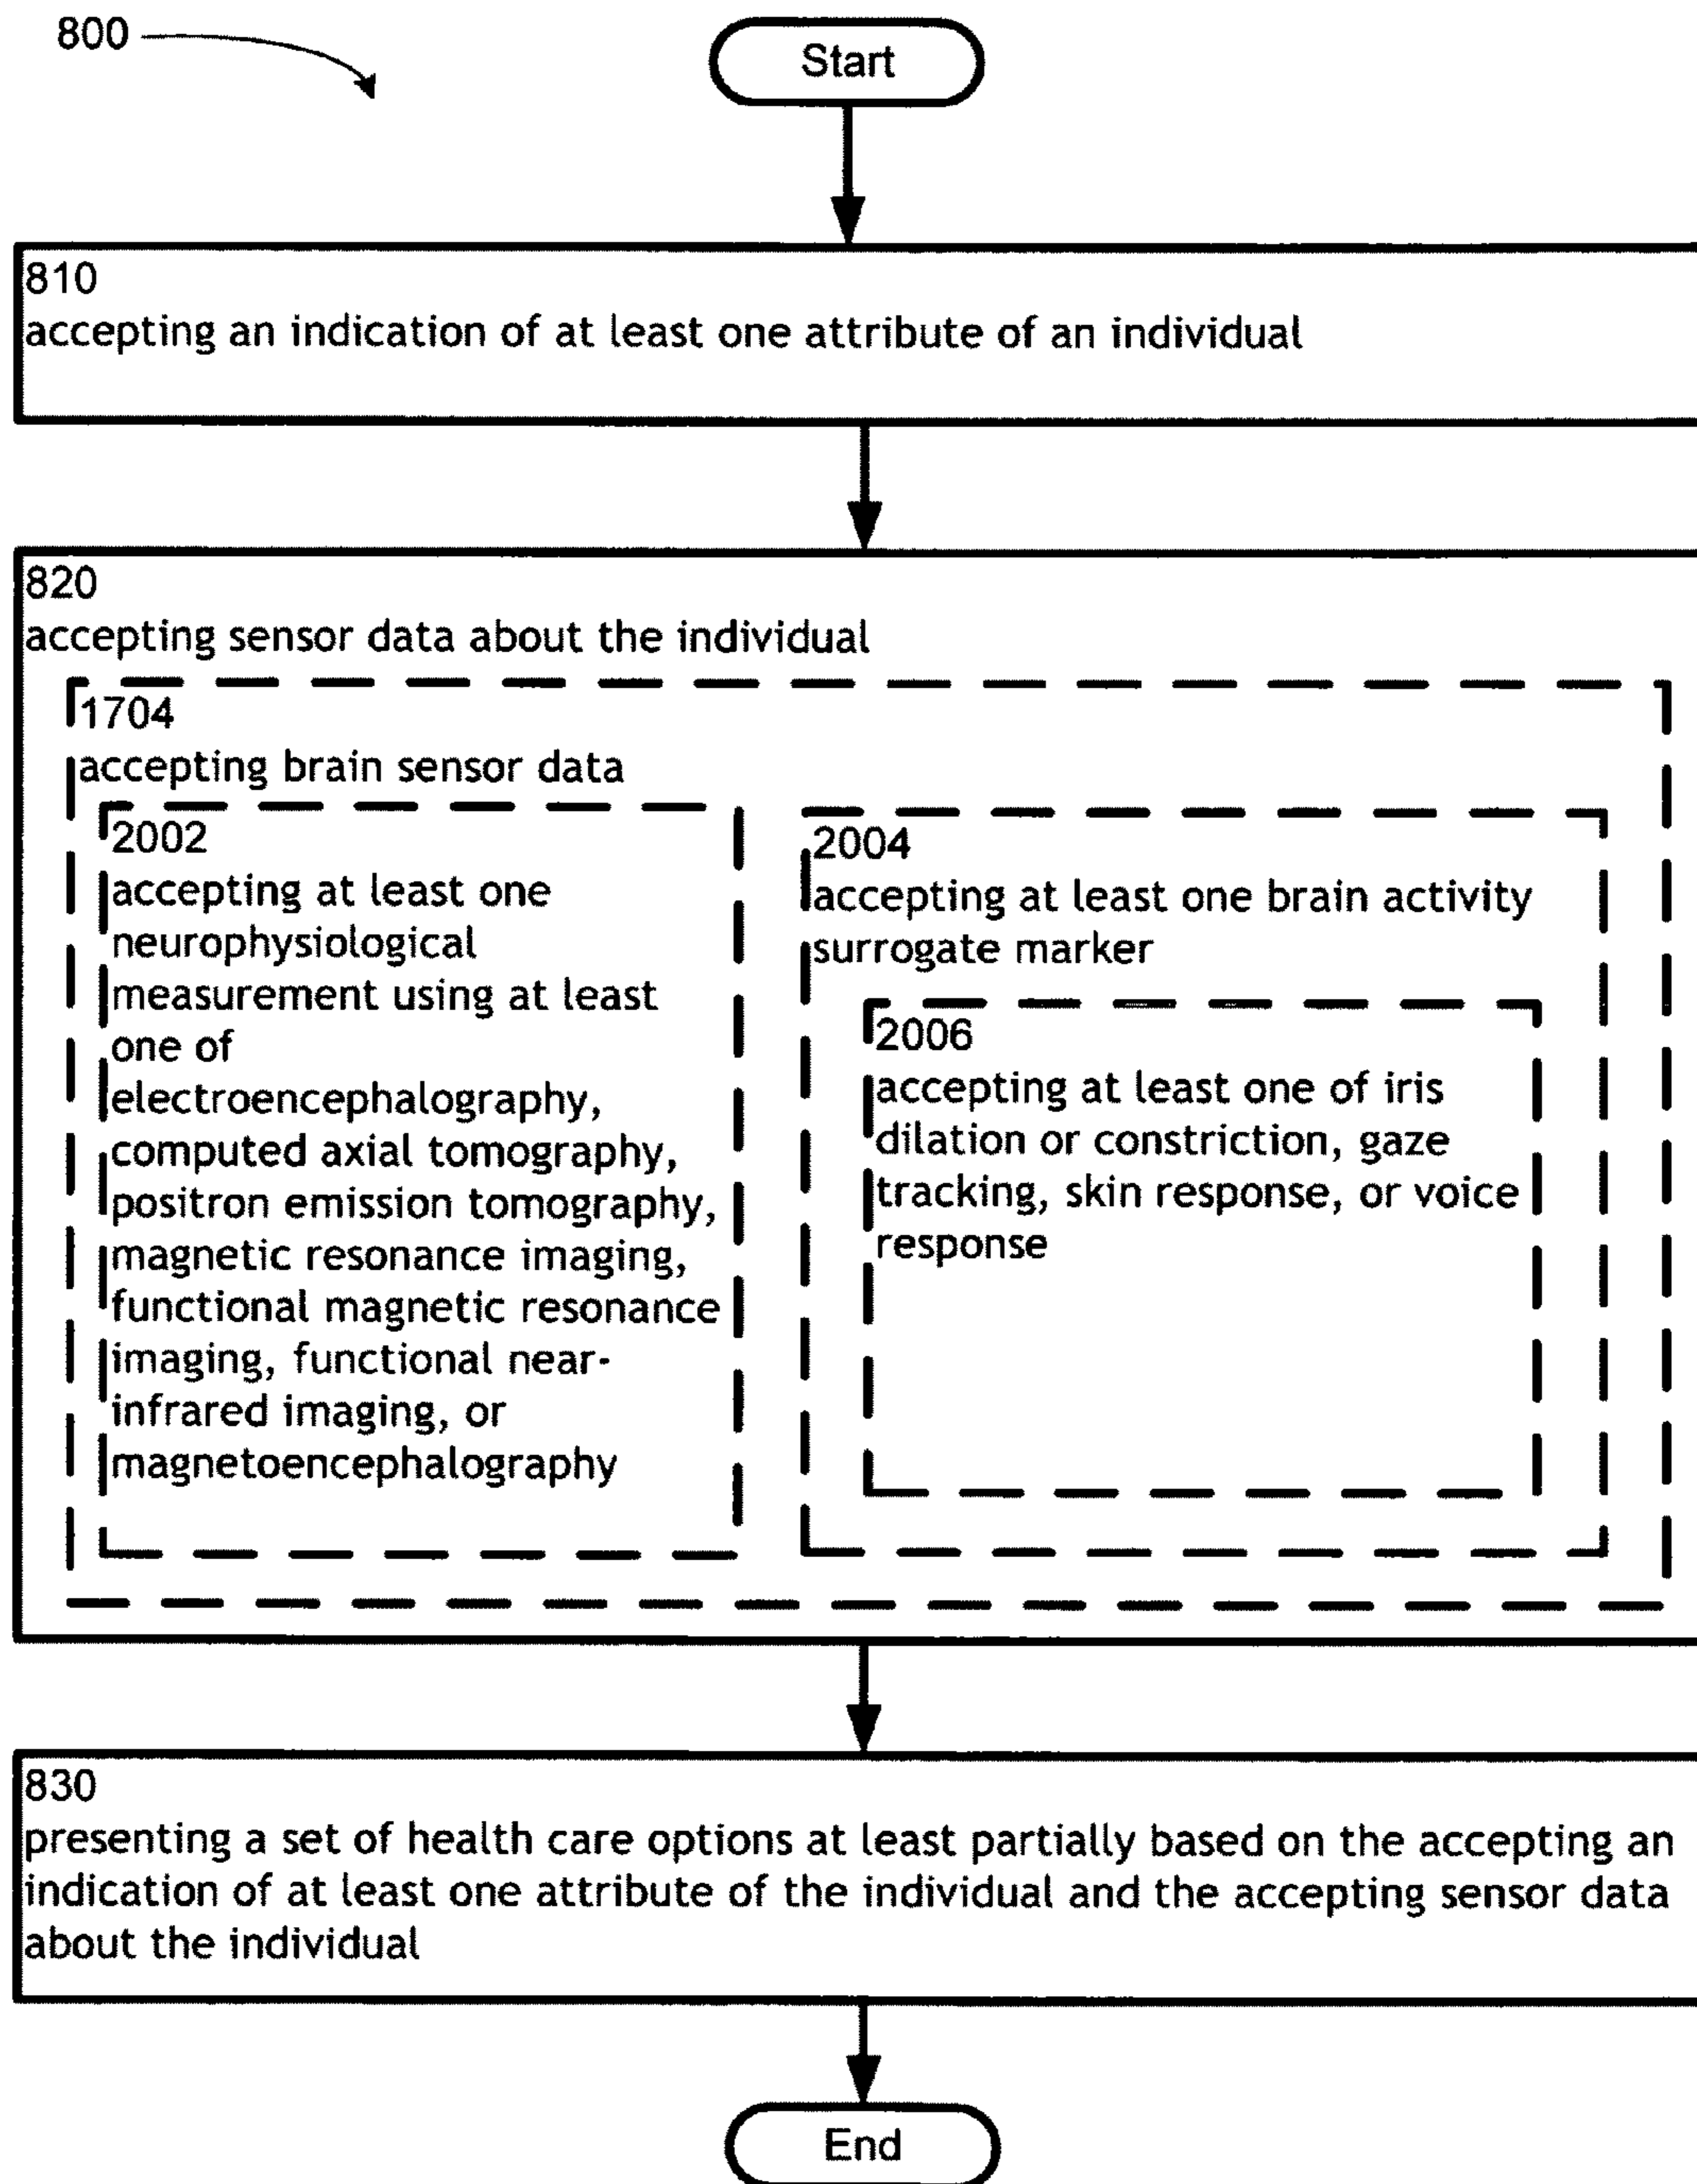 800
Start
810
accepting an indication of at least one attribute of an individual
820
accepting sensor data about the individual
1704
accepting brain sensor data
2002
accepting at least one
neurophysiological
measurement using at least
one of
electroencephalography,
computed axial tomography,
positron emission tomography,
magnetic resonance imaging,
functional magnetic resonance
imaging, functional near-
infrared imaging, or
magnetoencephalography
2004
accepting at least one brain activity
surrogate marker
2006
accepting at least one of iris
dilation or constriction, gaze
tracking, skin response, or voice
response
830
presenting a set of health care options at least partially based on the accepting an
indication of at least one attribute of the individual and the accepting sensor data
about the individual
End